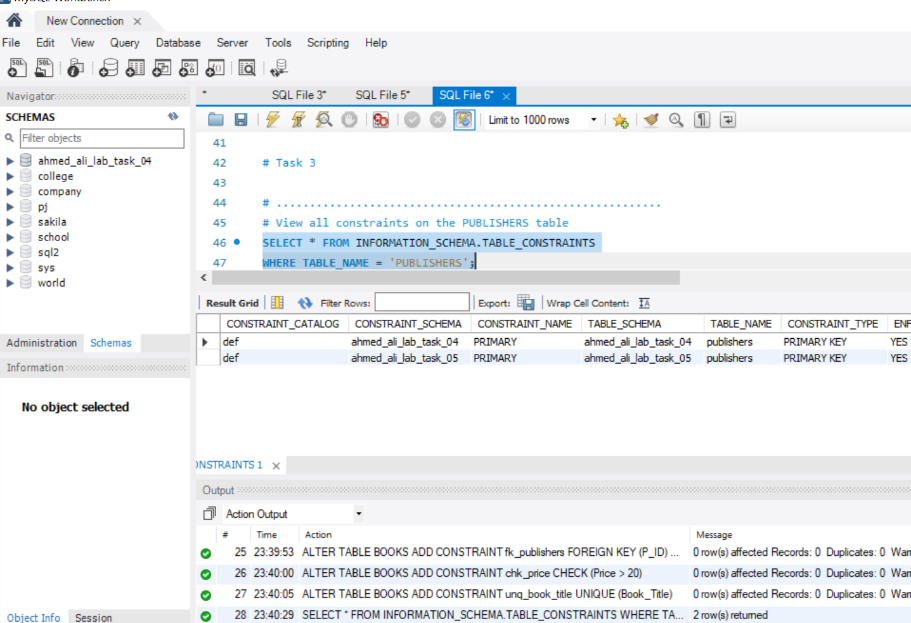 New Connection ×
File Edit View Query Database Server Tools Scripting Help
Navigator
SCHEMAS
Filter objects
ahmed_ali_lab_task_04
college
company
pj
sakila
school
sql2
sys
world
Administration Schemas
Information
No object selected
Object Info Session
* SQL File 3* SQL File 5* SQL File 6* ×
Limit to 1000 rows
41
42 # Task 3
43
44 # .........................................................
45 # View all constraints on the PUBLISHERS table
46 SELECT * FROM INFORMATION_SCHEMA.TABLE_CONSTRAINTS
47 WHERE TABLE_NAME = 'PUBLISHERS';
Result Grid Filter Rows: Export: Wrap Cell Content: IA
CONSTRAINT_CATALOG CONSTRAINT_SCHEMA CONSTRAINT_NAME TABLE_SCHEMA TABLE_NAME CONSTRAINT_TYPE ENF
def ahmed_ali_lab_task_04 PRIMARY ahmed_ali_lab_task_04 publishers PRIMARY KEY YES
def ahmed_ali_lab_task_05 PRIMARY ahmed_ali_lab_task_05 publishers PRIMARY KEY YES
ONSTRAINTS 1 ×
Output
Action Output
# Time Action Message
25 23:39:53 ALTER TABLE BOOKS ADD CONSTRAINT fk_publishers FOREIGN KEY (P_ID) ... 0 row(s) affected Records: 0 Duplicates: 0 War
26 23:40:00 ALTER TABLE BOOKS ADD CONSTRAINT chk_price CHECK (Price > 20) 0 row(s) affected Records: 0 Duplicates: 0 War
27 23:40:05 ALTER TABLE BOOKS ADD CONSTRAINT unq_book_title UNIQUE (Book_Title) 0 row(s) affected Records: 0 Duplicates: 0 War
28 23:40:29 SELECT * FROM INFORMATION_SCHEMA.TABLE_CONSTRAINTS WHERE TA... 2 row(s) returned